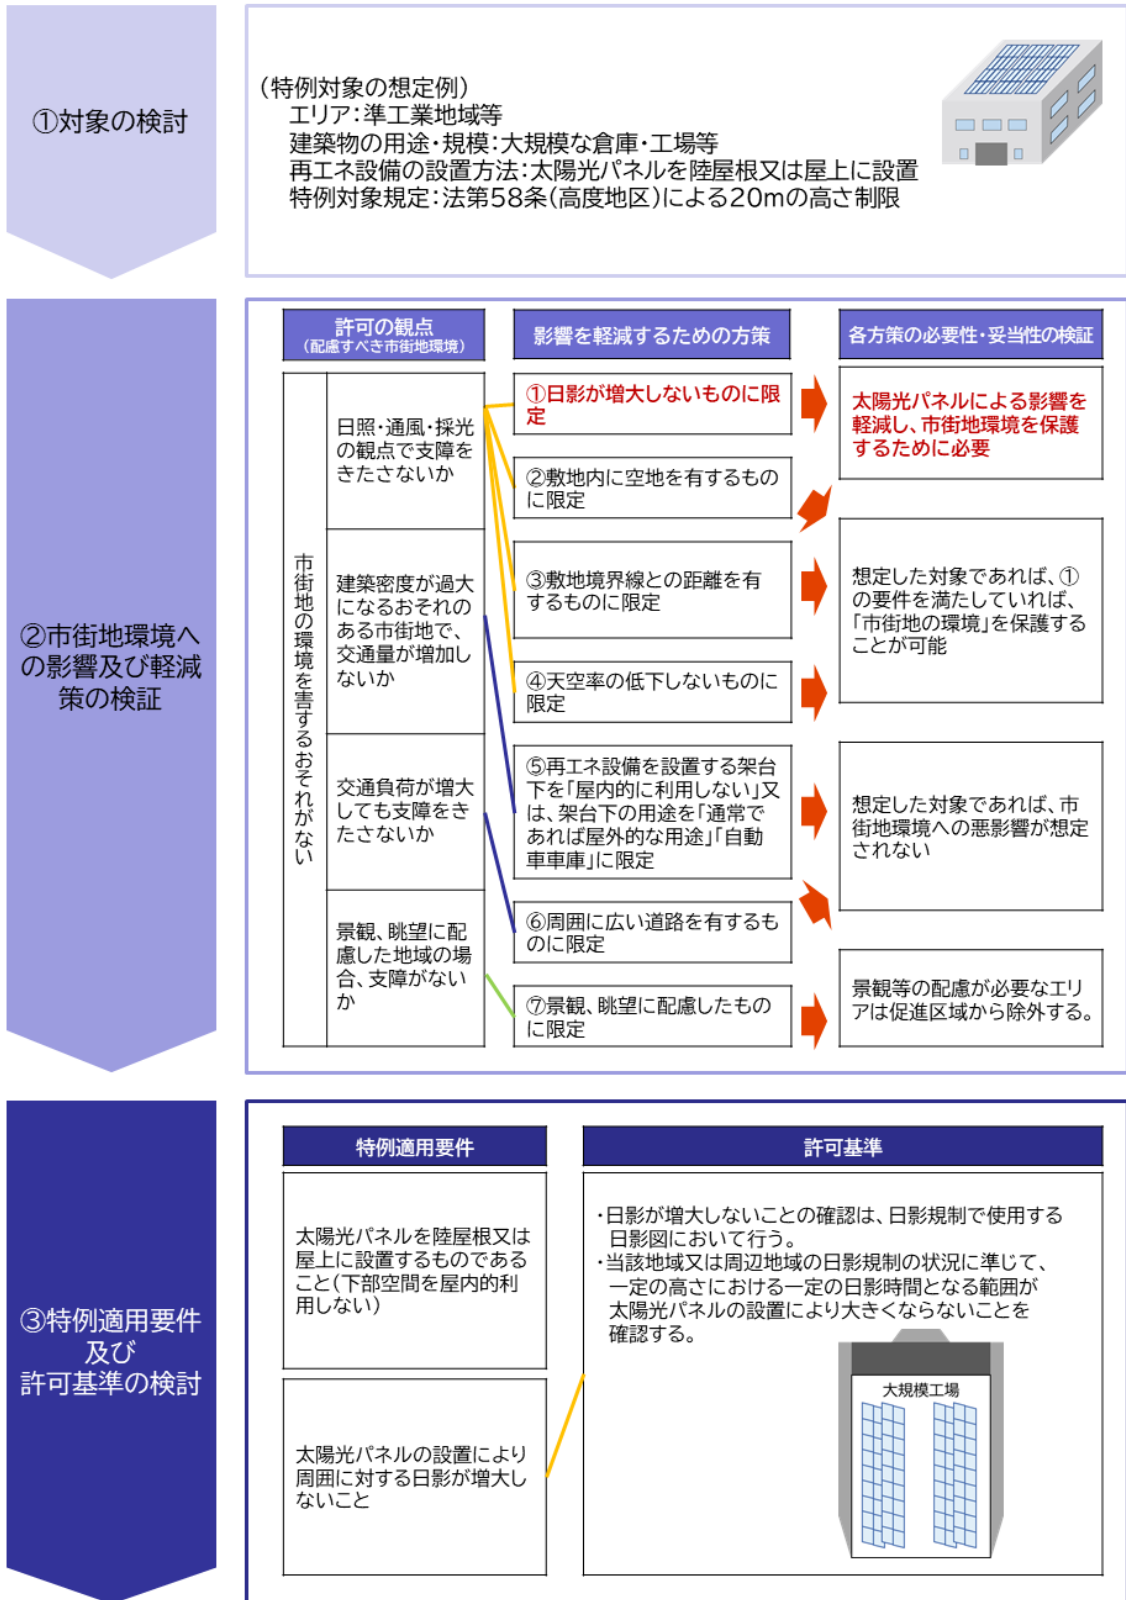 ①対象の検討
(特例対象の想定例)
エリア：準工業地域等
建築物の用途・規模：大規模な倉庫・工場等
再エネ設備の設置方法：太陽光パネルを陸屋根又は屋上に設置
特例対象規定：法第58条(高度地区)による20mの高さ制限
②市街地環境へ
の影響及び軽減
策の検証
許可の観点
(配慮すべき市街地環境)
影響を軽減するための方策
各方策の必要性・妥当性の検証
市街地の環境を害するおそれがない
日照・通風・採光
の観点で支障を
きたさないか
建築密度が過大
になるおそれの
ある市街地で、
交通量が増加し
ないか
交通負荷が増大
しても支障をき
たさないか
景観、眺望に配
慮した地域の場
合、支障がない
か
①日影が増大しないものに限
定
②敷地内に空地を有するもの
に限定
③敷地境界線との距離を有
するものに限定
④天空率の低下しないものに
限定
⑤再エネ設備を設置する架台
下を「屋内的に利用しない」又
は、架台下の用途を「通常で
あれば屋外的な用途」「自動
車車庫」に限定
⑥周囲に広い道路を有するも
のに限定
⑦景観、眺望に配慮したもの
に限定
太陽光パネルによる影響を
軽減し、市街地環境を保護
するために必要
想定した対象であれば、①
の要件を満たしていれば、
「市街地の環境」を保護する
ことが可能
想定した対象であれば、市
街地環境への悪影響が想定
されない
景観等の配慮が必要なエリ
アは促進区域から除外する。
③特例適用要件
及び
許可基準の検討
特例適用要件
太陽光パネルを陸屋根又は
屋上に設置するものである
こと(下部空間を屋内的利
用しない)
太陽光パネルの設置により
周囲に対する日影が増大し
ないこと
許可基準
・日影が増大しないことの確認は、日影規制で使用する
日影図において行う。
・当該地域又は周辺地域の日影規制の状況に準じて、
一定の高さにおける一定の日影時間となる範囲が
太陽光パネルの設置により大きくならないことを
確認する。
大規模工場